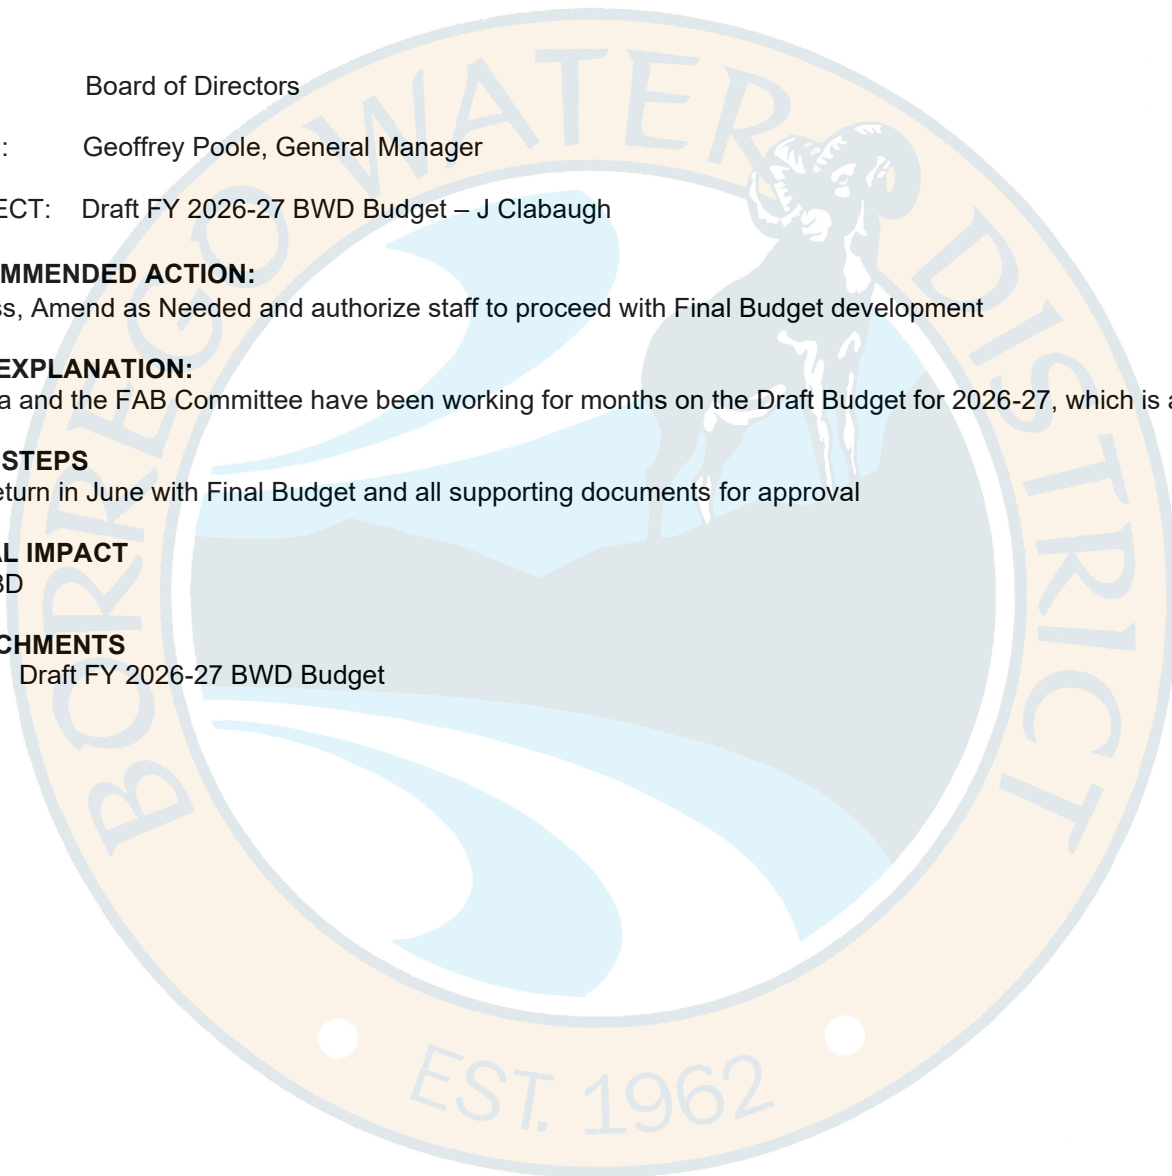 Board of Directors
: Geoffrey Poole, General Manager
ECT: Draft FY 2026-27 BWD Budget – J Clabaugh
MMENDED ACTION:
ss, Amend as Needed and authorize staff to proceed with Final Budget development
EXPLANATION:
a and the FAB Committee have been working for months on the Draft Budget for 2026-27, which is a
STEPS
eturn in June with Final Budget and all supporting documents for approval
AL IMPACT
BD
CHMENTS
Draft FY 2026-27 BWD Budget
BORREGO WATER DISTRICT
EST. 1962